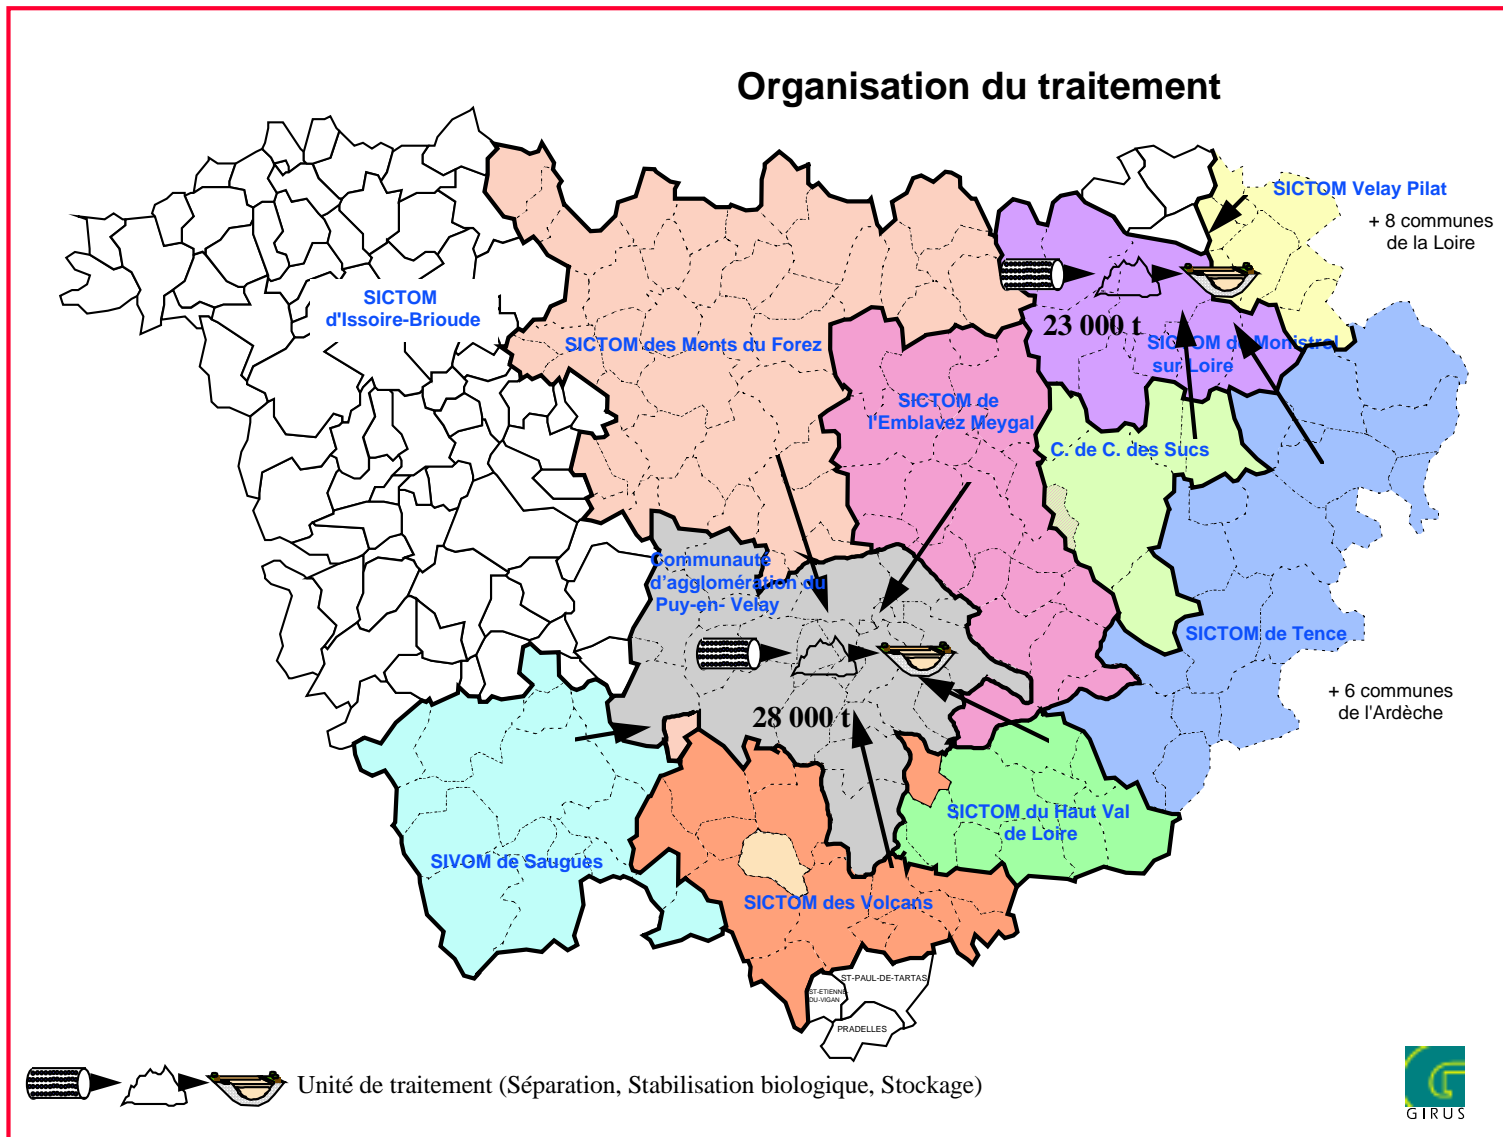 Organisation du traitement
SICTOM Velay Pilat
+ 8 communes
de la Loire
SICTOM
d'Issoire-Brioude
SICTOM des Monts du Forez
23 000 t
SICTOM de Monistrol
sur Loire
SICTOM de
l'Emblavez Meygal
C. de C. des Sucs
Communauté
d'agglomération du
Puy-en- Velay
SICTOM de Tence
+ 6 communes
de l'Ardèche
28 000 t
SICTOM du Haut Val
de Loire
SIVOM de Saugues
SICTOM des Volcans
ST-PAUL-DE-TARTAS
ST-ETIENNE-
DU-VIGAN
PRADELLES
Unité de traitement (Séparation, Stabilisation biologique, Stockage)
GIRUS